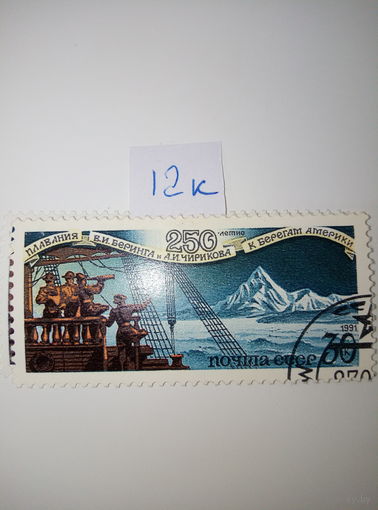 12к
250-летие
ПЛАВАНИЯ В.И. БЕРИНГА и А.И. ЧИРИКОВА К БЕРЕГАМ АМЕРИКИ
1991
ПОЧТА СССР 30